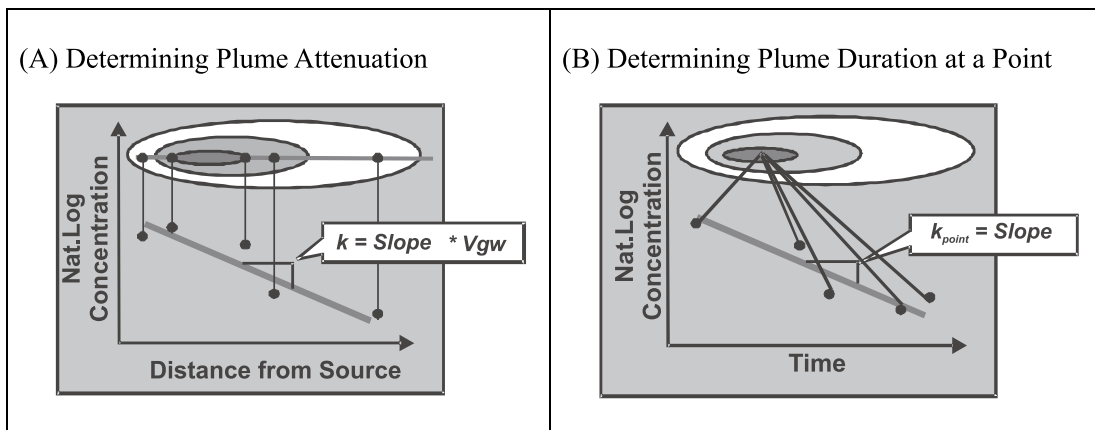 (A) Determining Plume Attenuation
Nat.Log
Concentration
k = Slope * Vgw
Distance from Source
(B) Determining Plume Duration at a Point
Nat.Log
Concentration
kpoint = Slope
Time